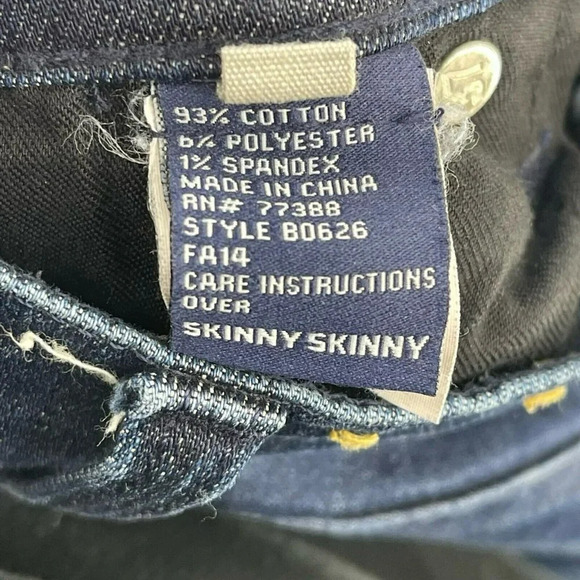 93% COTTON
6% POLYESTER
1% SPANDEX
MADE IN CHINA
RN# 77388
STYLE B0626
FA14
CARE INSTRUCTIONS
OVER
SKINNY SKINNY